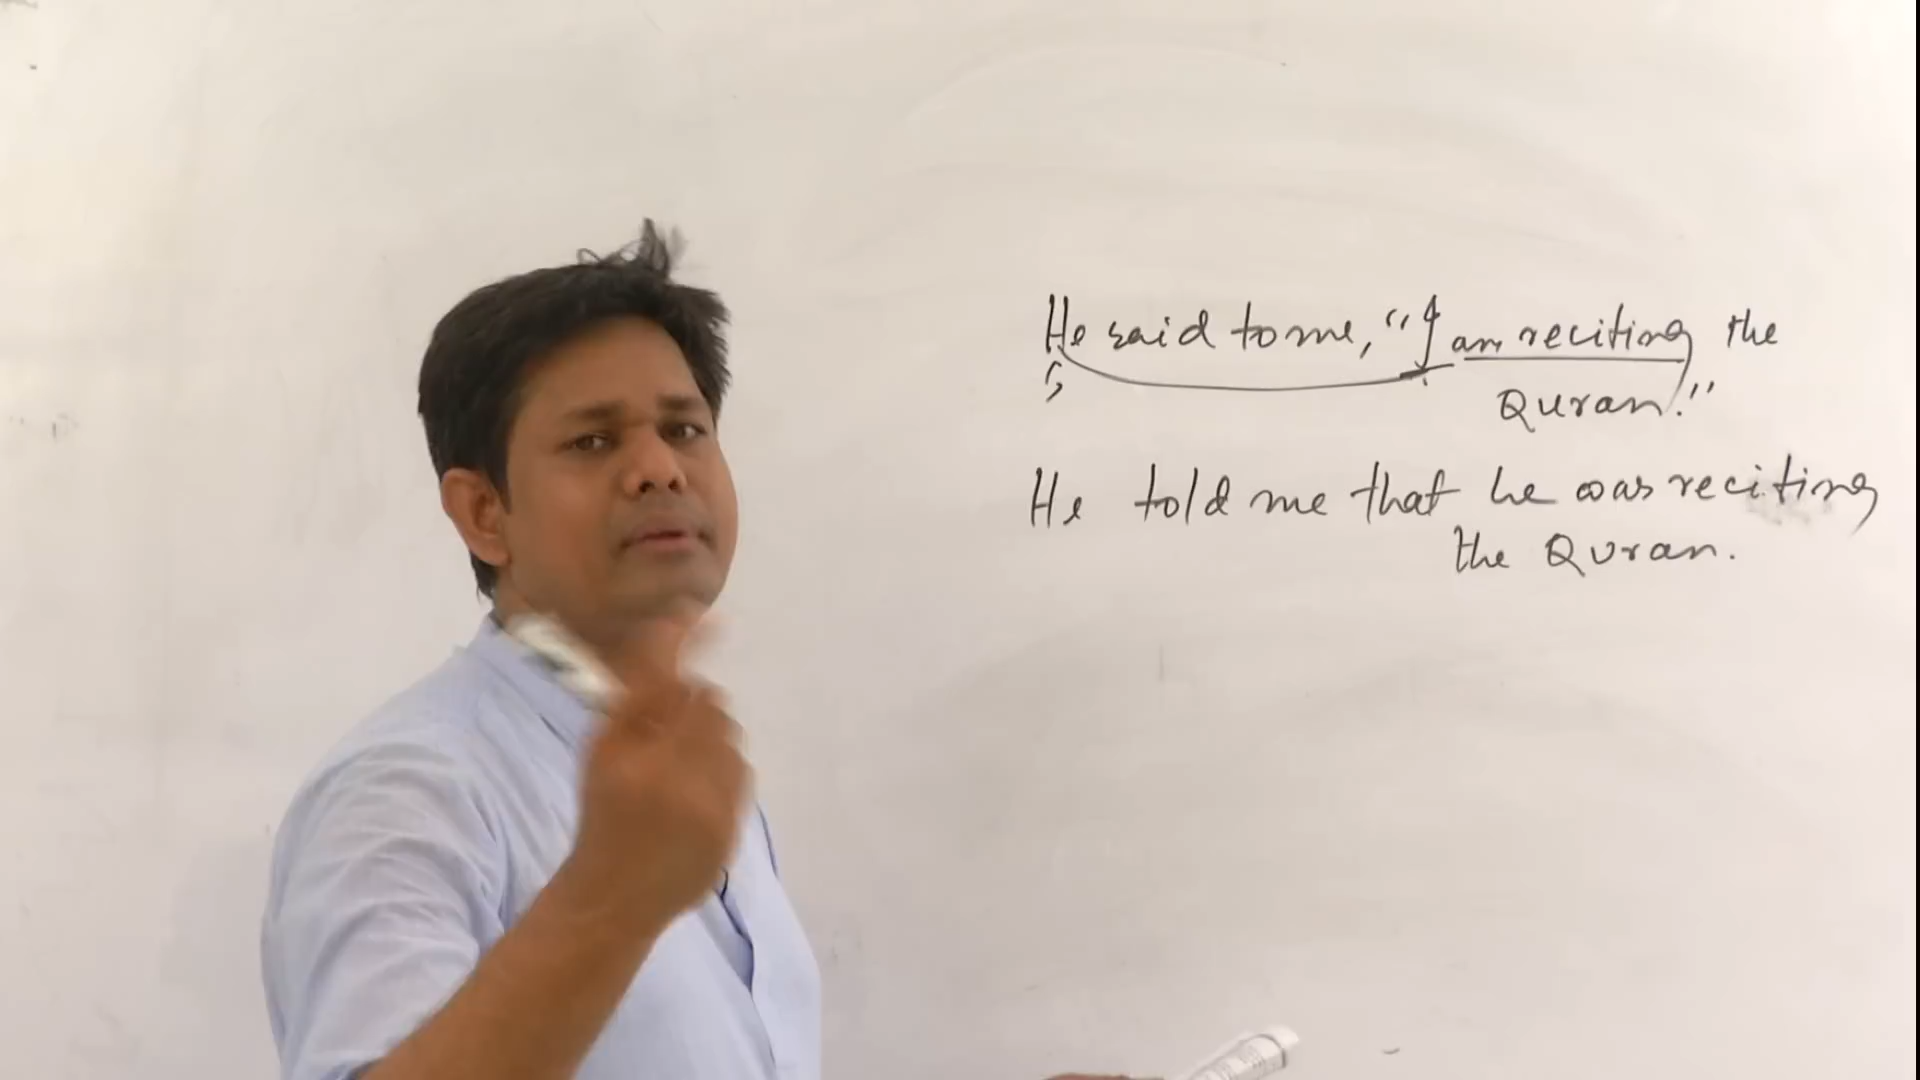 He said to me, "I am reciting the
Quran."
He told me that he was reciting
the Quran.